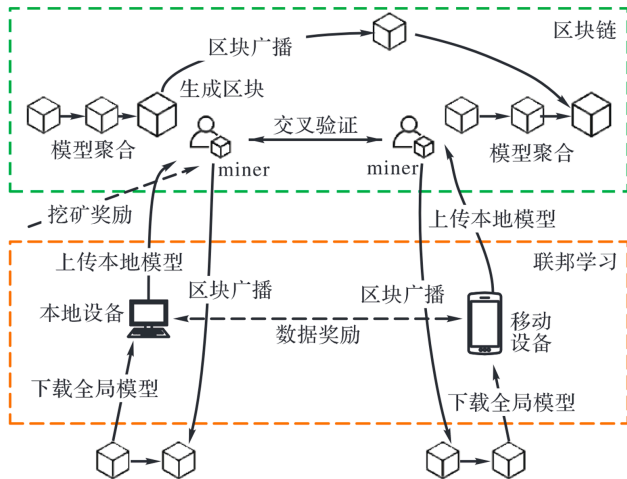 区块广播
区块链
生成区块
模型聚合
交叉验证
模型聚合
miner
miner
挖矿奖励
上传本地模型
上传本地模型
联邦学习
区块广播
区块广播
本地设备
数据奖励
移动
设备
下载全局模型
下载全局模型